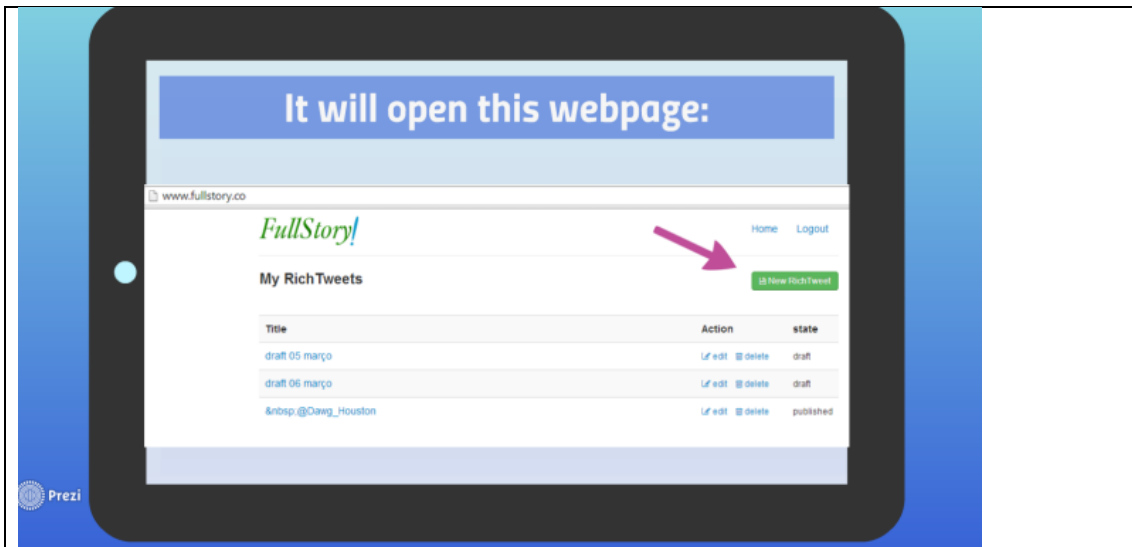 It will open this webpage:
www.fullstory.co
FullStory!
Home Logout
My RichTweets
New RichTweet
Title Action state
draft 05 março edit delete draft
draft 06 março edit delete draft
&nbsp;@Dawg_Houston edit delete published
Prezi